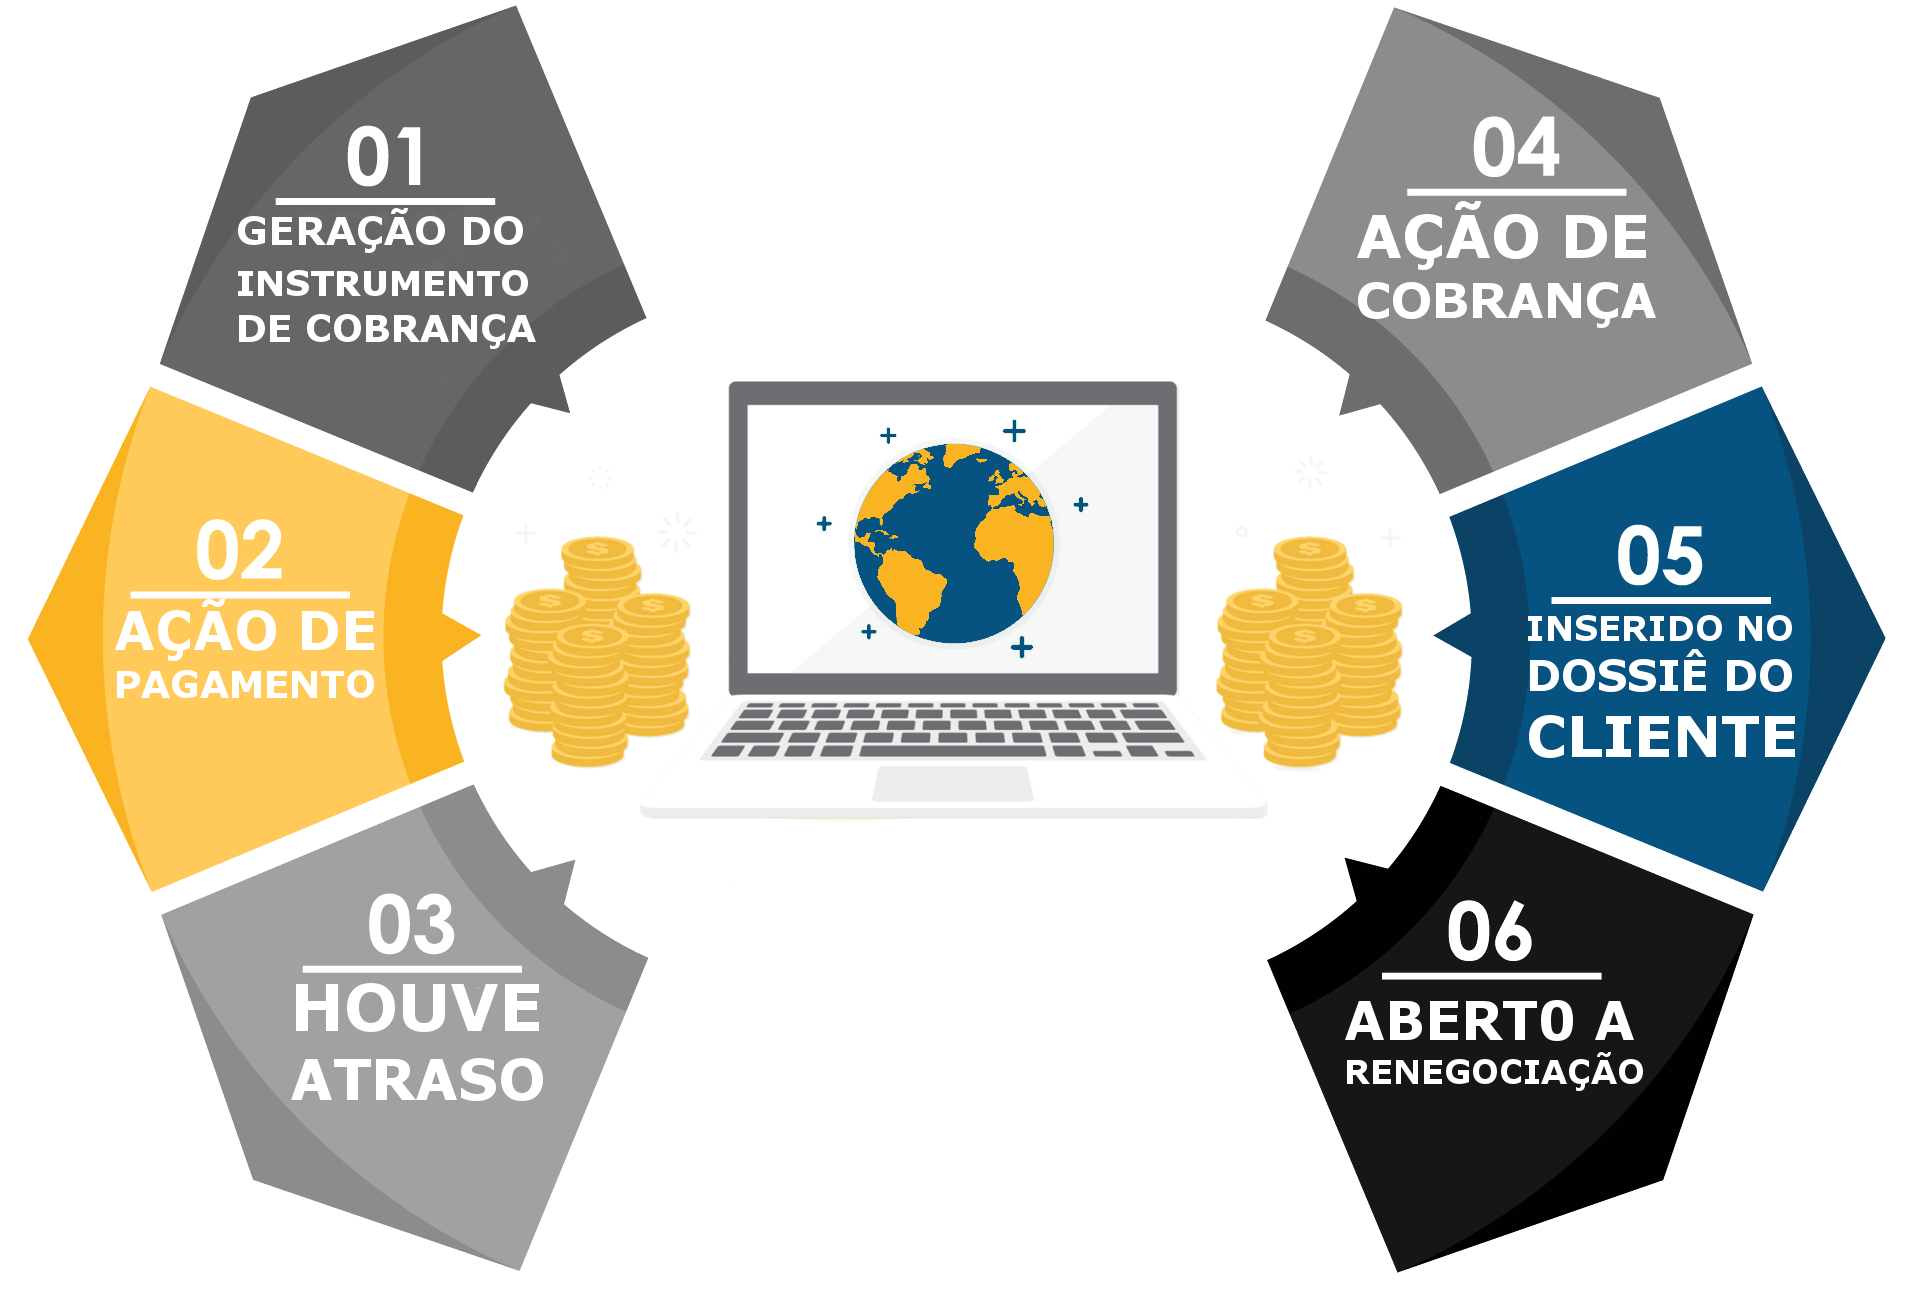 01
GERAÇÃO DO
INSTRUMENTO
DE COBRANÇA
02
AÇÃO DE
PAGAMENTO
03
HOUVE
ATRASO
04
AÇÃO DE
COBRANÇA
05
INSERIDO NO
DOSSIÊ DO
CLIENTE
06
ABERT0 A
RENEGOCIAÇÃO